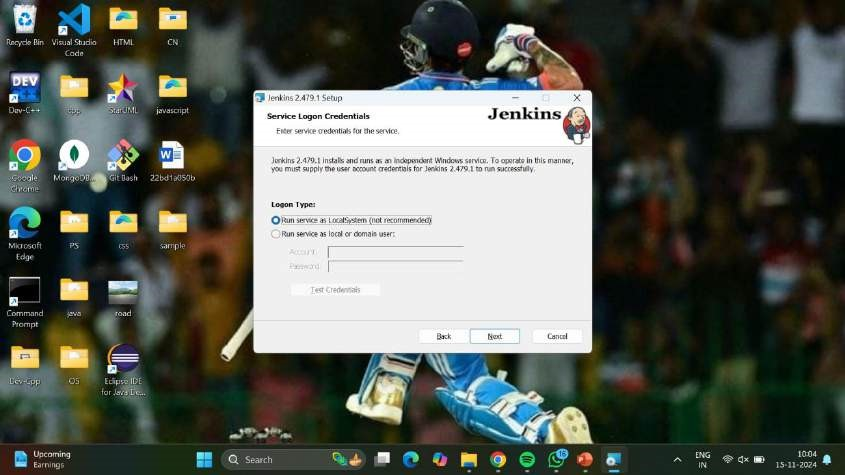 Recycle Bin
Visual Studio
Code
HTML
CN
Dev-C++
cpp
StarUML
javascript
Google
Chrome
MongoDB...
Git Bash
22bd1a050b
Microsoft
Edge
PS
css
sample
Command
Prompt
java
road
Dev-Cpp
OS
Eclipse IDE
for Java De...
Jenkins 2.479.1 Setup
Service Logon Credentials
Enter service credentials for the service.
Jenkins
Jenkins 2.479.1 installs and runs as an independent Windows service. To operate in this manner,
you must supply the user account credentials for Jenkins 2.479.1 to run successfully.
Logon Type:
Run service as LocalSystem (not recommended)
Run service as local or domain user:
Account:
Password:
Test Credentials
Back
Next
Cancel
Upcoming
Earnings
Search
16
ENG
IN
10:04
15-11-2024